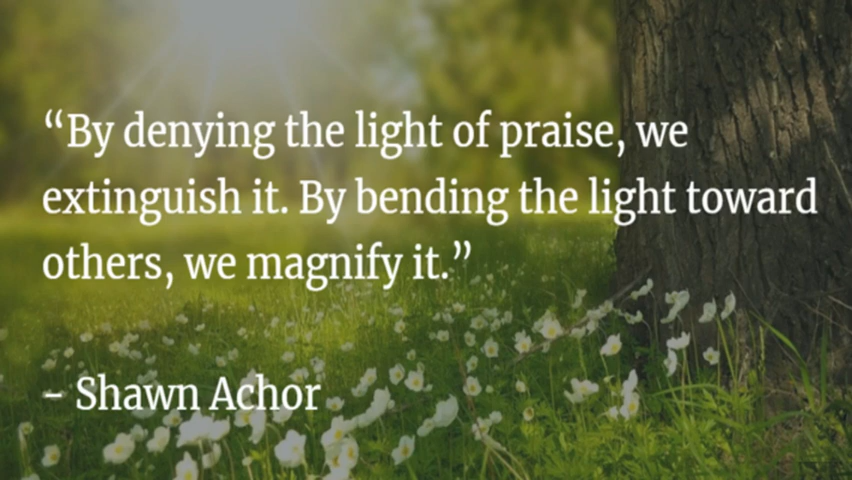 “By denying the light of praise, we
extinguish it. By bending the light toward
others, we magnify it.”
– Shawn Achor